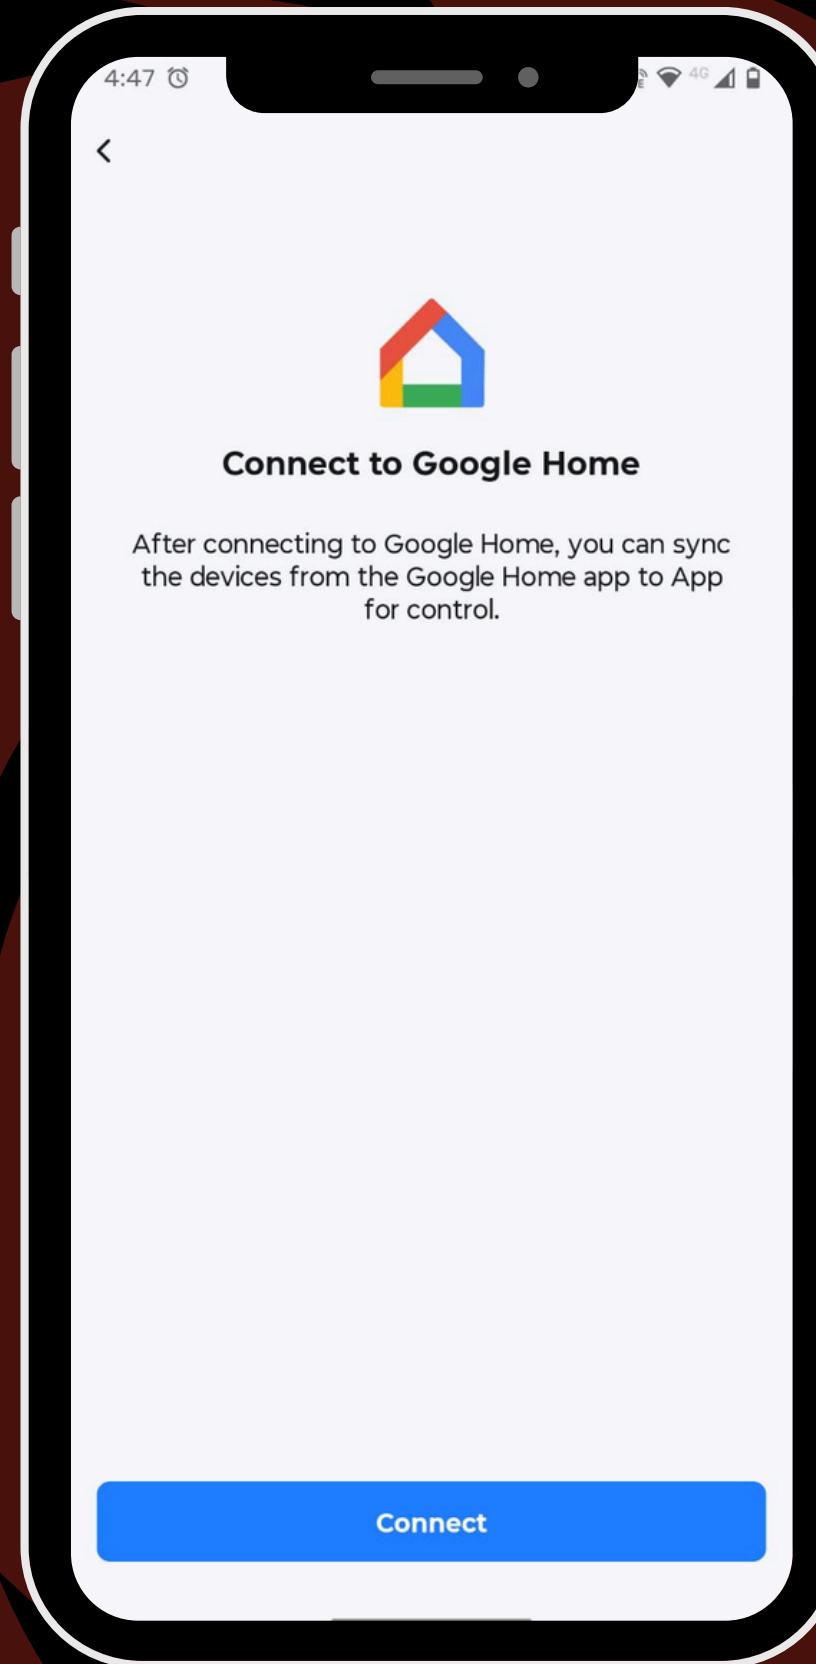 4:47
4G
Connect to Google Home
After connecting to Google Home, you can sync
the devices from the Google Home app to App
for control.
Connect